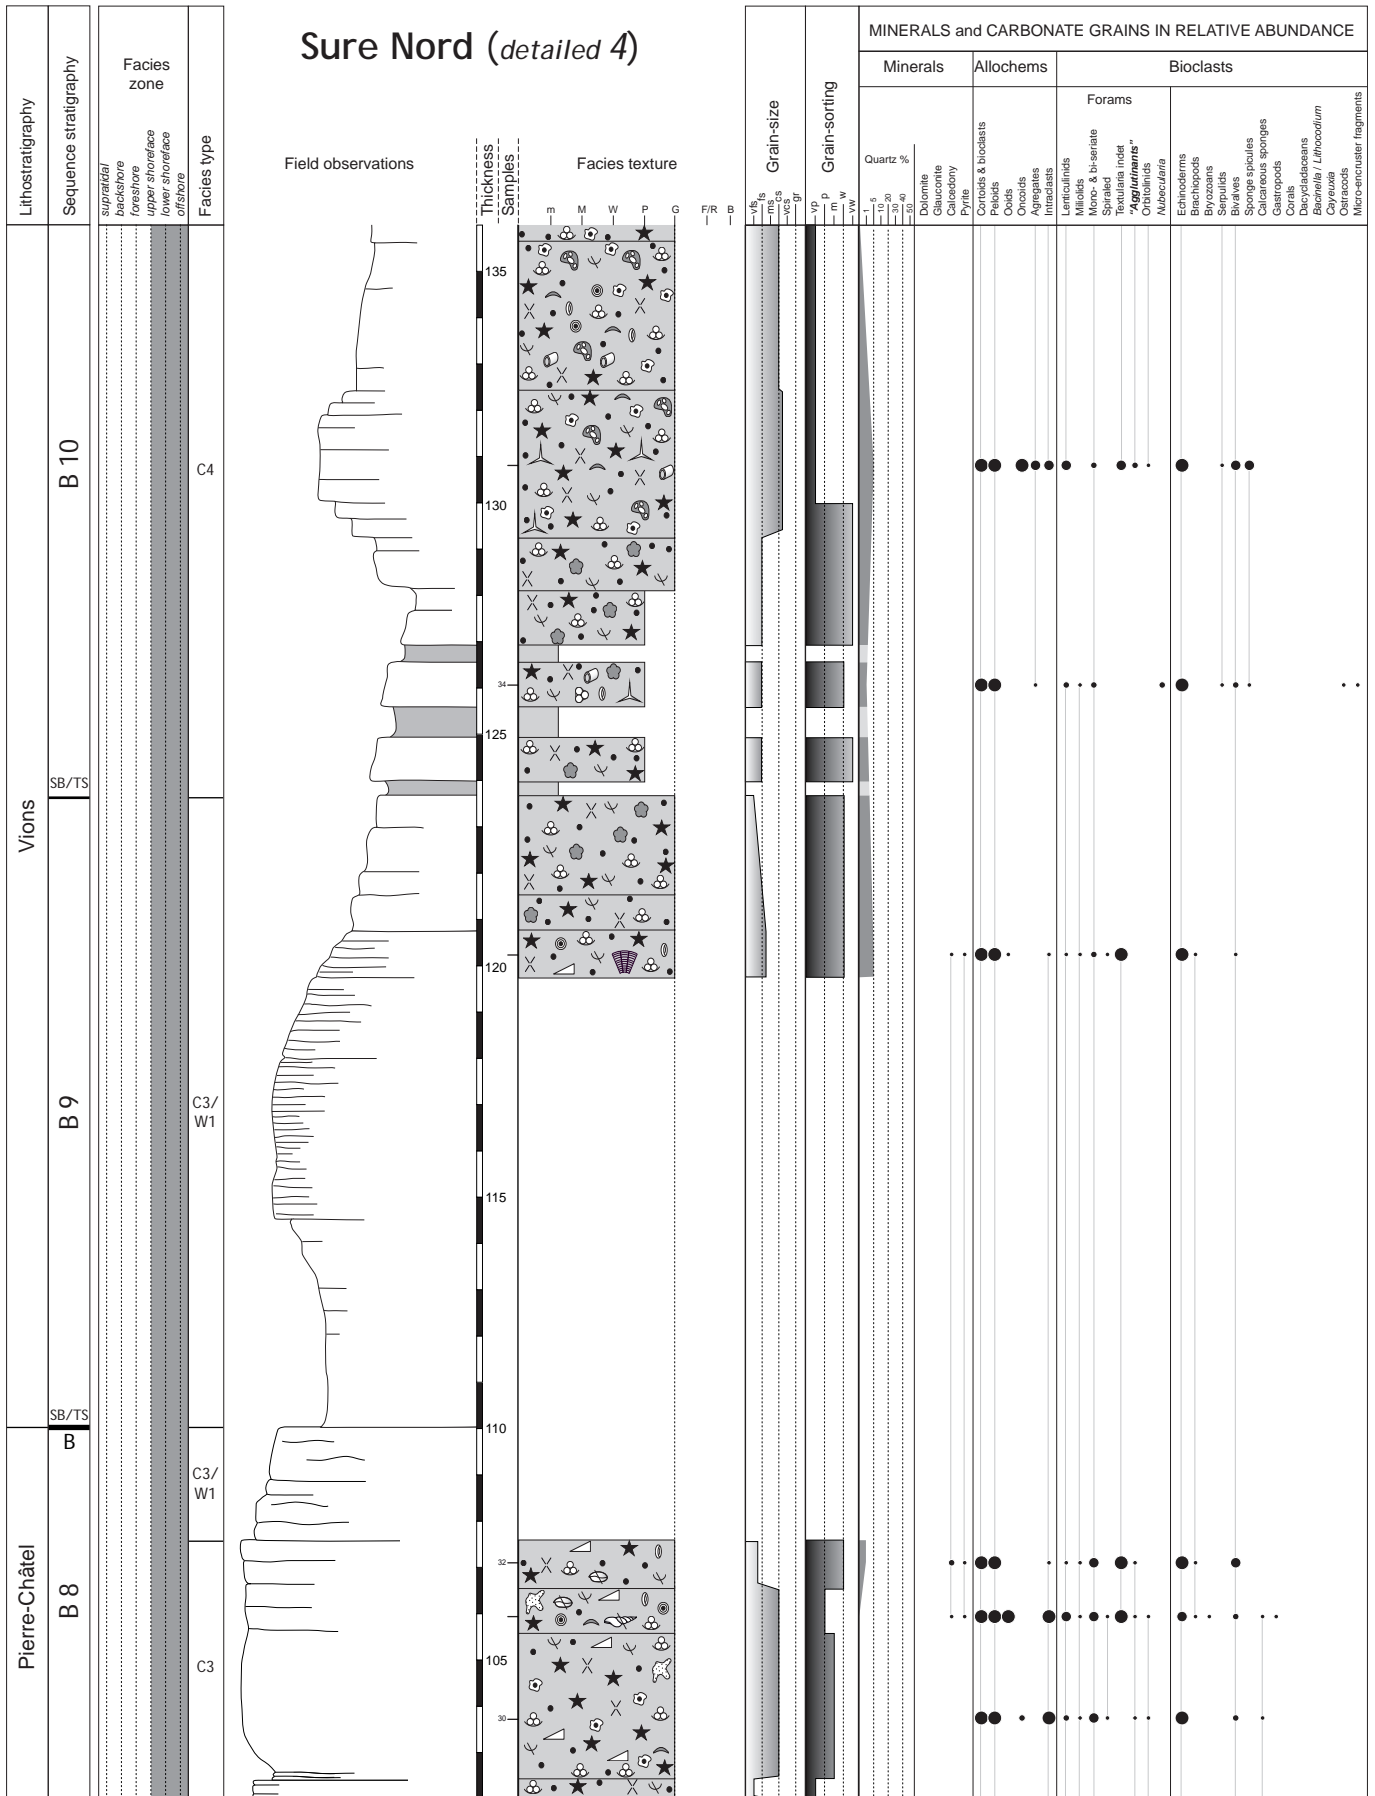 Sure Nord (detailed 4)
Lithostratigraphy
Sequence stratigraphy
Facies
zone
supratidal
backshore
foreshore
upper shoreface
lower shoreface
offshore
Facies type
Field observations
Thickness
Samples
Facies texture
m M W P G F/R B
Grain-size
vfs
fs
ms
cs
vcs
gr
Grain-sorting
vp
p
m
w
vw
MINERALS and CARBONATE GRAINS IN RELATIVE ABUNDANCE
Minerals
Allochems
Bioclasts
Forams
Quartz %
1
5
10
20
30
40
50
Dolomite
Glauconite
Calcedony
Pyrite
Cortoids & bioclasts
Peloids
Ooids
Oncoids
Agregates
Intraclasts
Lenticulinids
Miliolids
Mono- & bi-seriate
Spiraled
Textularia indet
"Agglutinants"
Orbitolinids
Nubecularia
Echinoderms
Brachiopods
Bryozoans
Serpulids
Bivalves
Sponge spicules
Calcareous sponges
Gastropods
Corals
Dacycladaceans
Bacinella / Lithocodium
Cayeuxia
Ostracods
Micro-encruster fragments
135
B 10
C4
130
34
125
SB/TS
Vions
120
B 9
C3/
W1
115
SB/TS
110
B
C3/
W1
32
Pierre-Châtel
B 8
105
C3
30